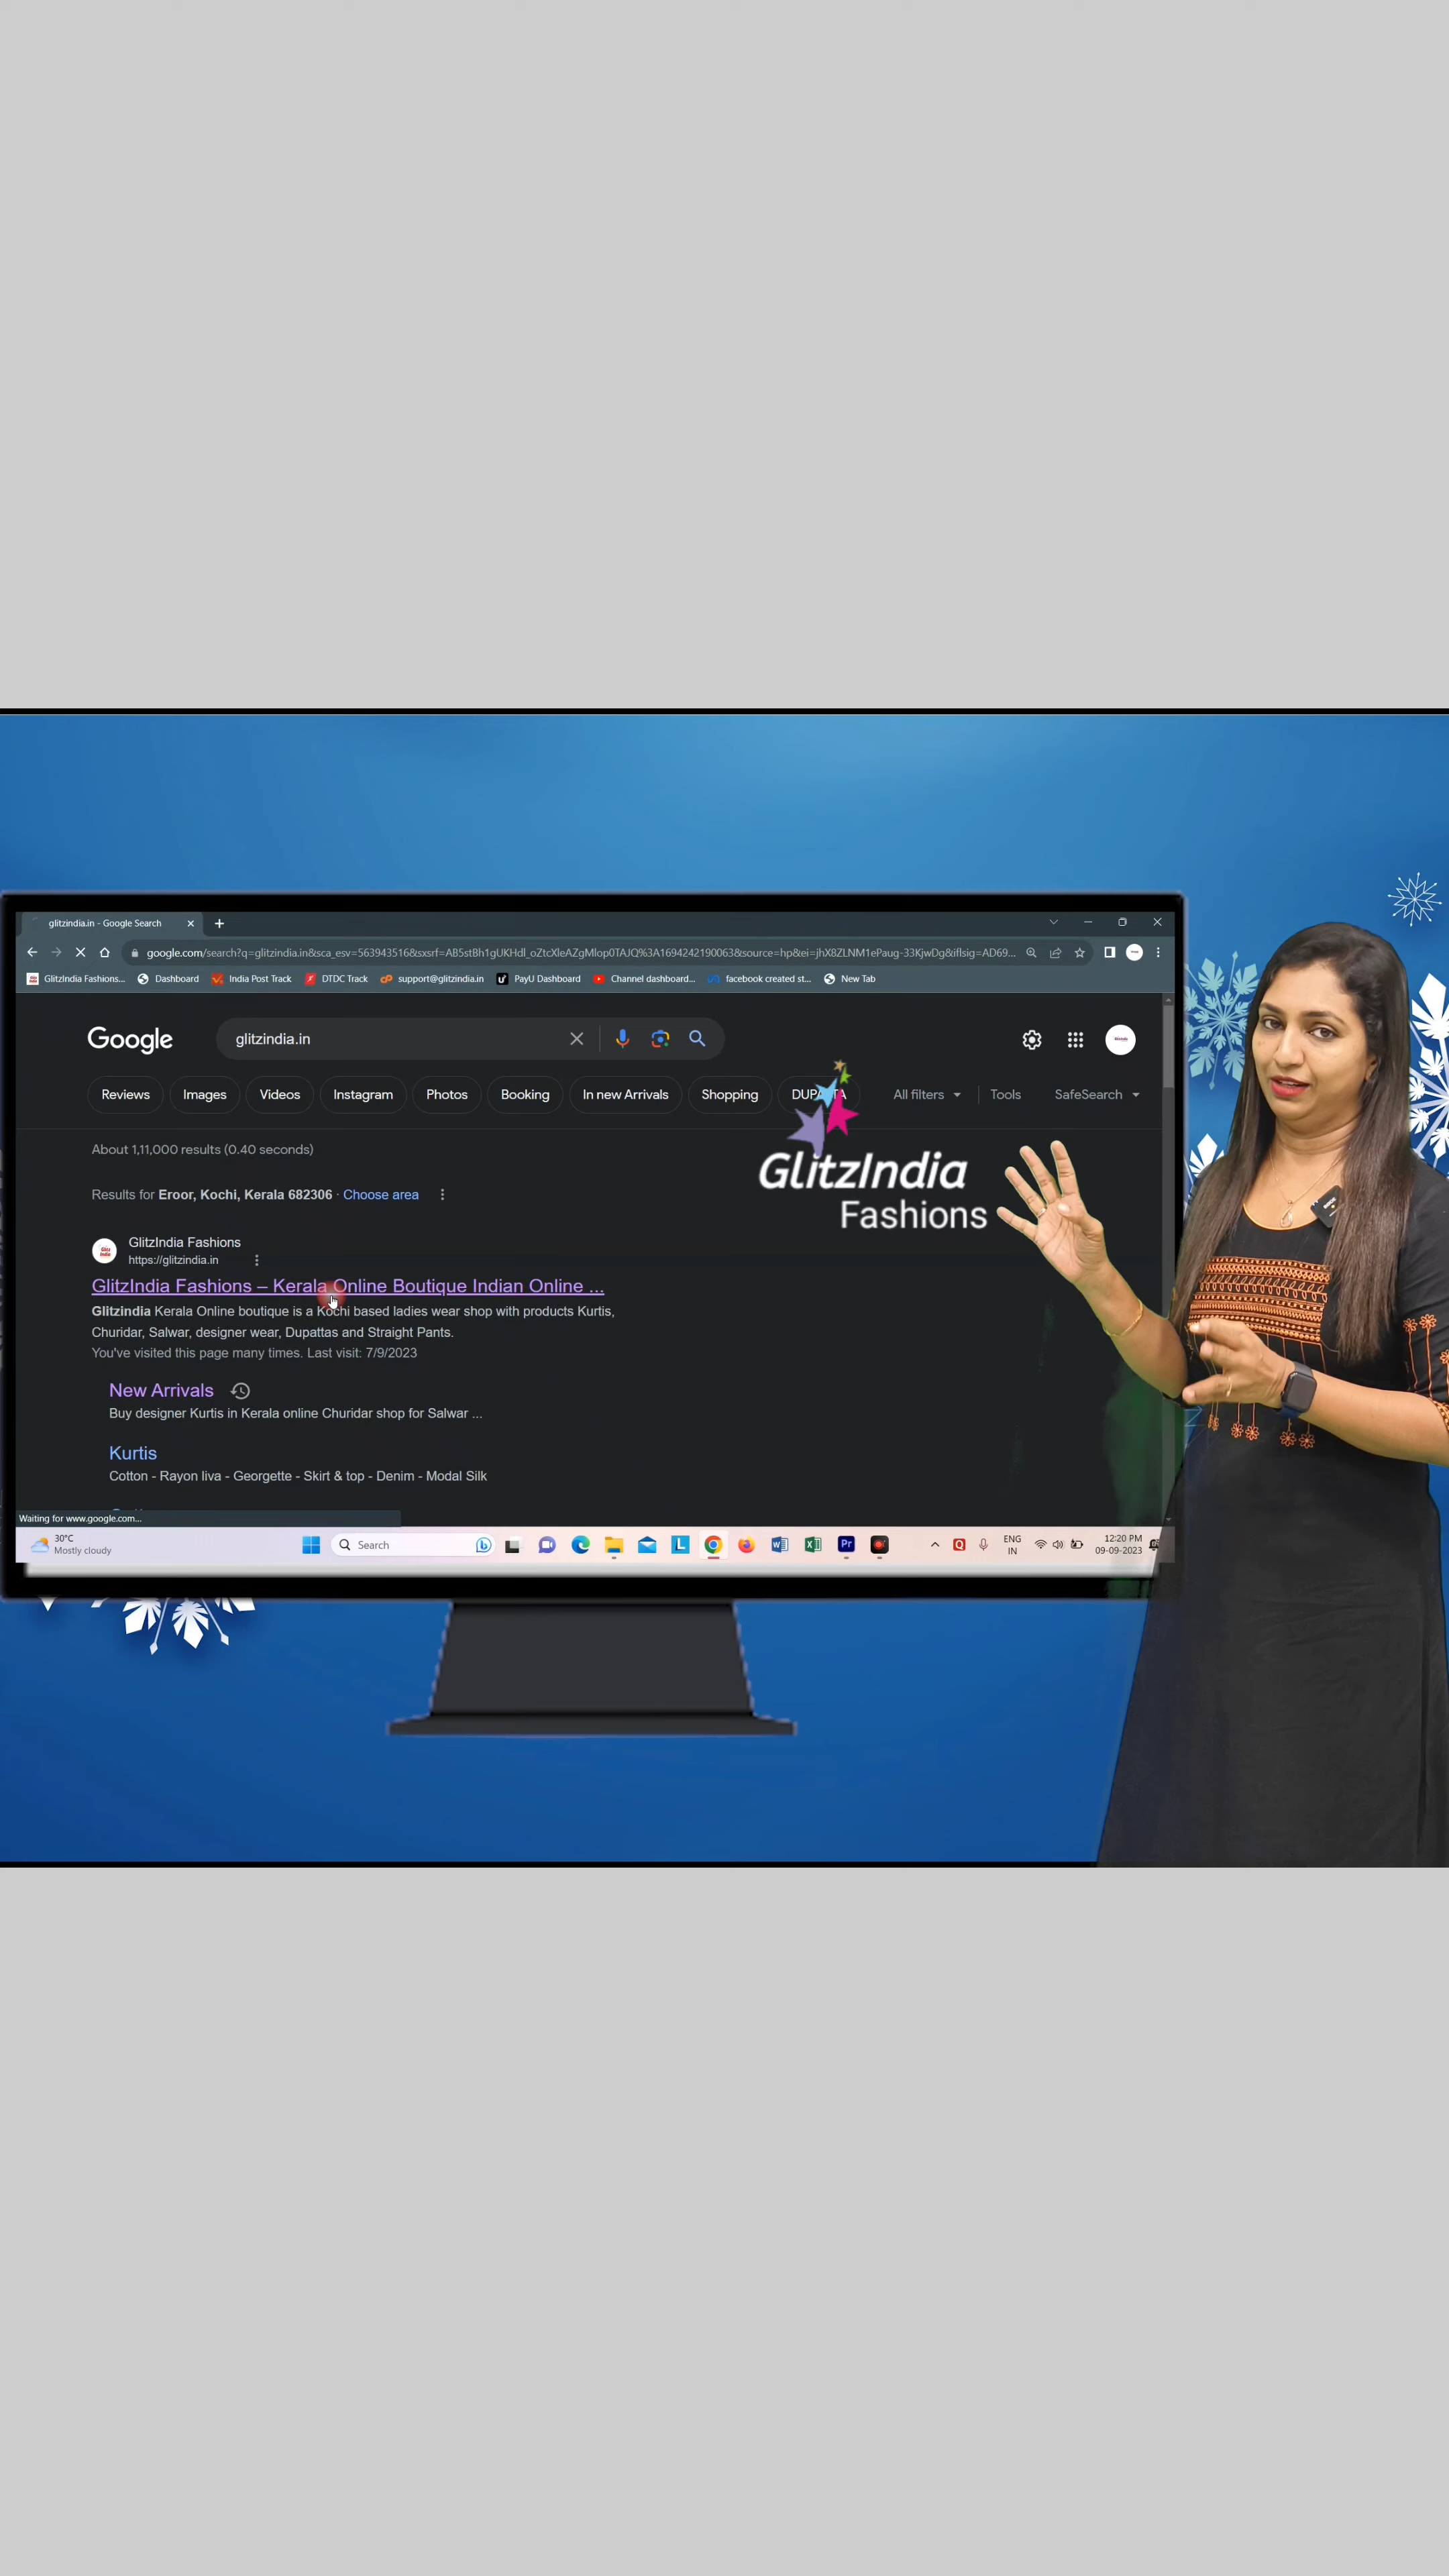 glitzindia.in - Google Search
google.com/search?q=glitzindia.in&sca_esv=563943516&sxsrf=AB5stBh1gUKHdl_oZtcXleAZgMlop0TAJQ%3A1694242190063&source=hp&ei=jhX8ZLNM1ePaug-33KjwDg&iflsig=AD69...
GlitzIndia Fashions... Dashboard India Post Track DTDC Track support@glitzindia.in PayU Dashboard Channel dashboard... facebook created st... New Tab
Google glitzindia.in
Reviews Images Videos Instagram Photos Booking In new Arrivals Shopping All filters Tools SafeSearch
About 1,11,000 results (0.40 seconds)
GlitzIndia
Fashions
Results for Eroor, Kochi, Kerala 682306 · Choose area
GlitzIndia Fashions
https://glitzindia.in
GlitzIndia Fashions – Kerala Online Boutique Indian Online ...
Glitzindia Kerala Online boutique is a Kochi based ladies wear shop with products Kurtis,
Churidar, Salwar, designer wear, Dupattas and Straight Pants.
You've visited this page many times. Last visit: 7/9/2023
New Arrivals
Buy designer Kurtis in Kerala online Churidar shop for Salwar ...
Kurtis
Cotton - Rayon liva - Georgette - Skirt & top - Denim - Modal Silk
Waiting for www.google.com...
30°C
Mostly cloudy
Search
L
Pr
Q
ENG
IN
12:20 PM
09-09-2023